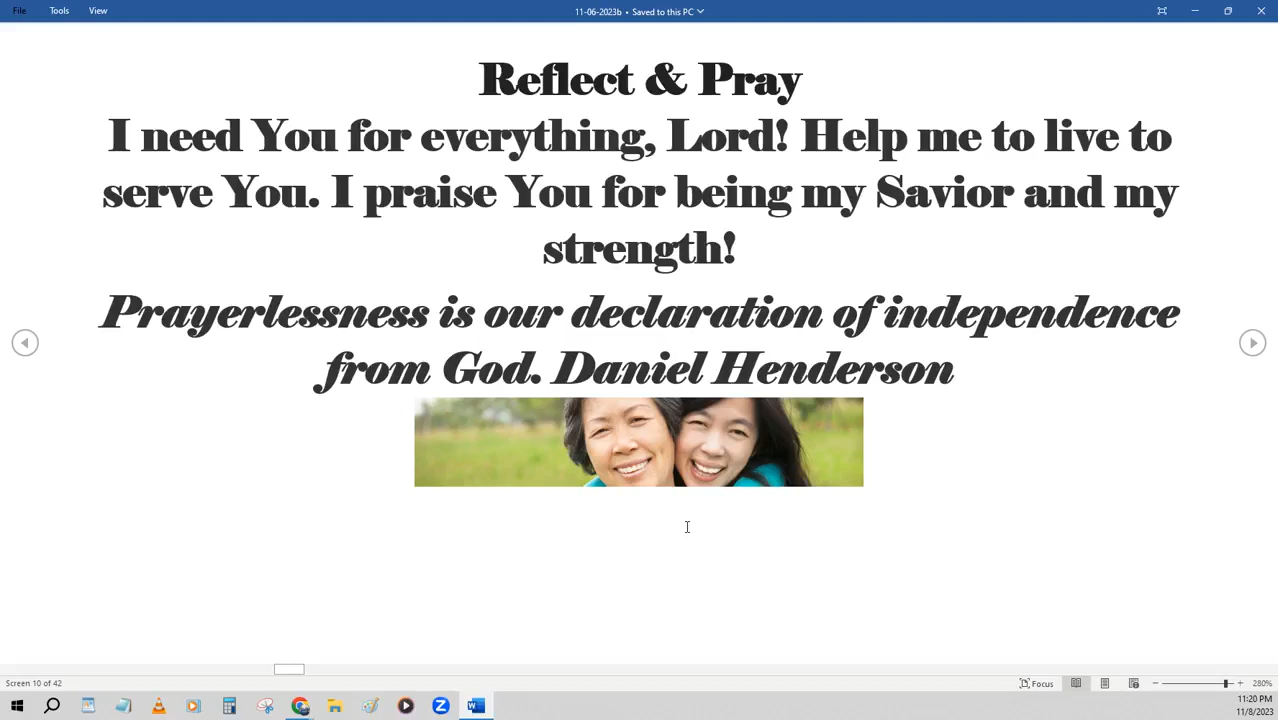 File Tools View 11-06-2023b • Saved to this PC
Reflect & Pray
I need You for everything, Lord! Help me to live to
serve You. I praise You for being my Savior and my
strength!
Prayerlessness is our declaration of independence
from God. Daniel Henderson
Screen 10 of 42 Focus 280%
11:20 PM
11/8/2023